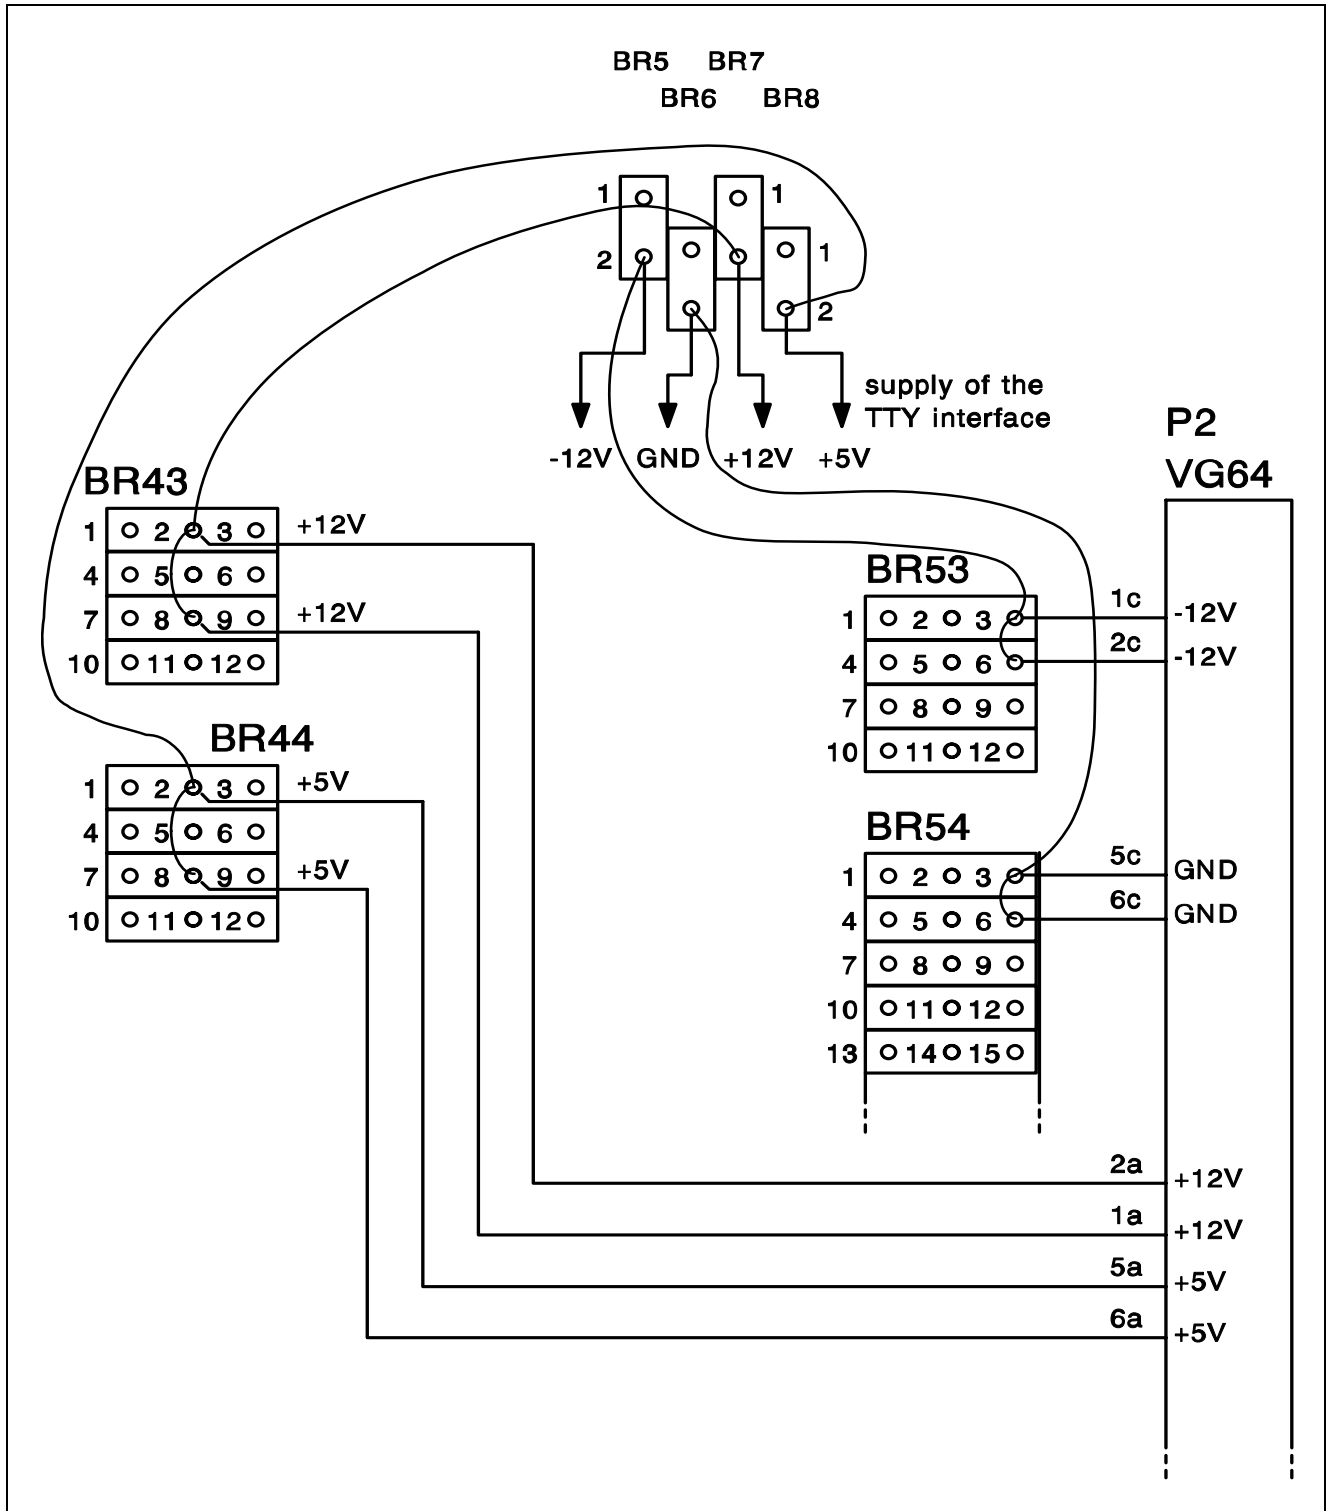 BR5 BR7
BR6 BR8
1 1
2 1
2
supply of the
TTY interface
-12V GND +12V +5V
P2
VG64
BR43
1 2 3 +12V
4 5 6
7 8 9 +12V
10 11 12
BR44
1 2 3 +5V
4 5 6
7 8 9 +5V
10 11 12
BR53
1 2 3 1c -12V
4 5 6 2c -12V
7 8 9
10 11 12
BR54
1 2 3 5c GND
4 5 6 6c GND
7 8 9
10 11 12
13 14 15
2a +12V
1a +12V
5a +5V
6a +5V